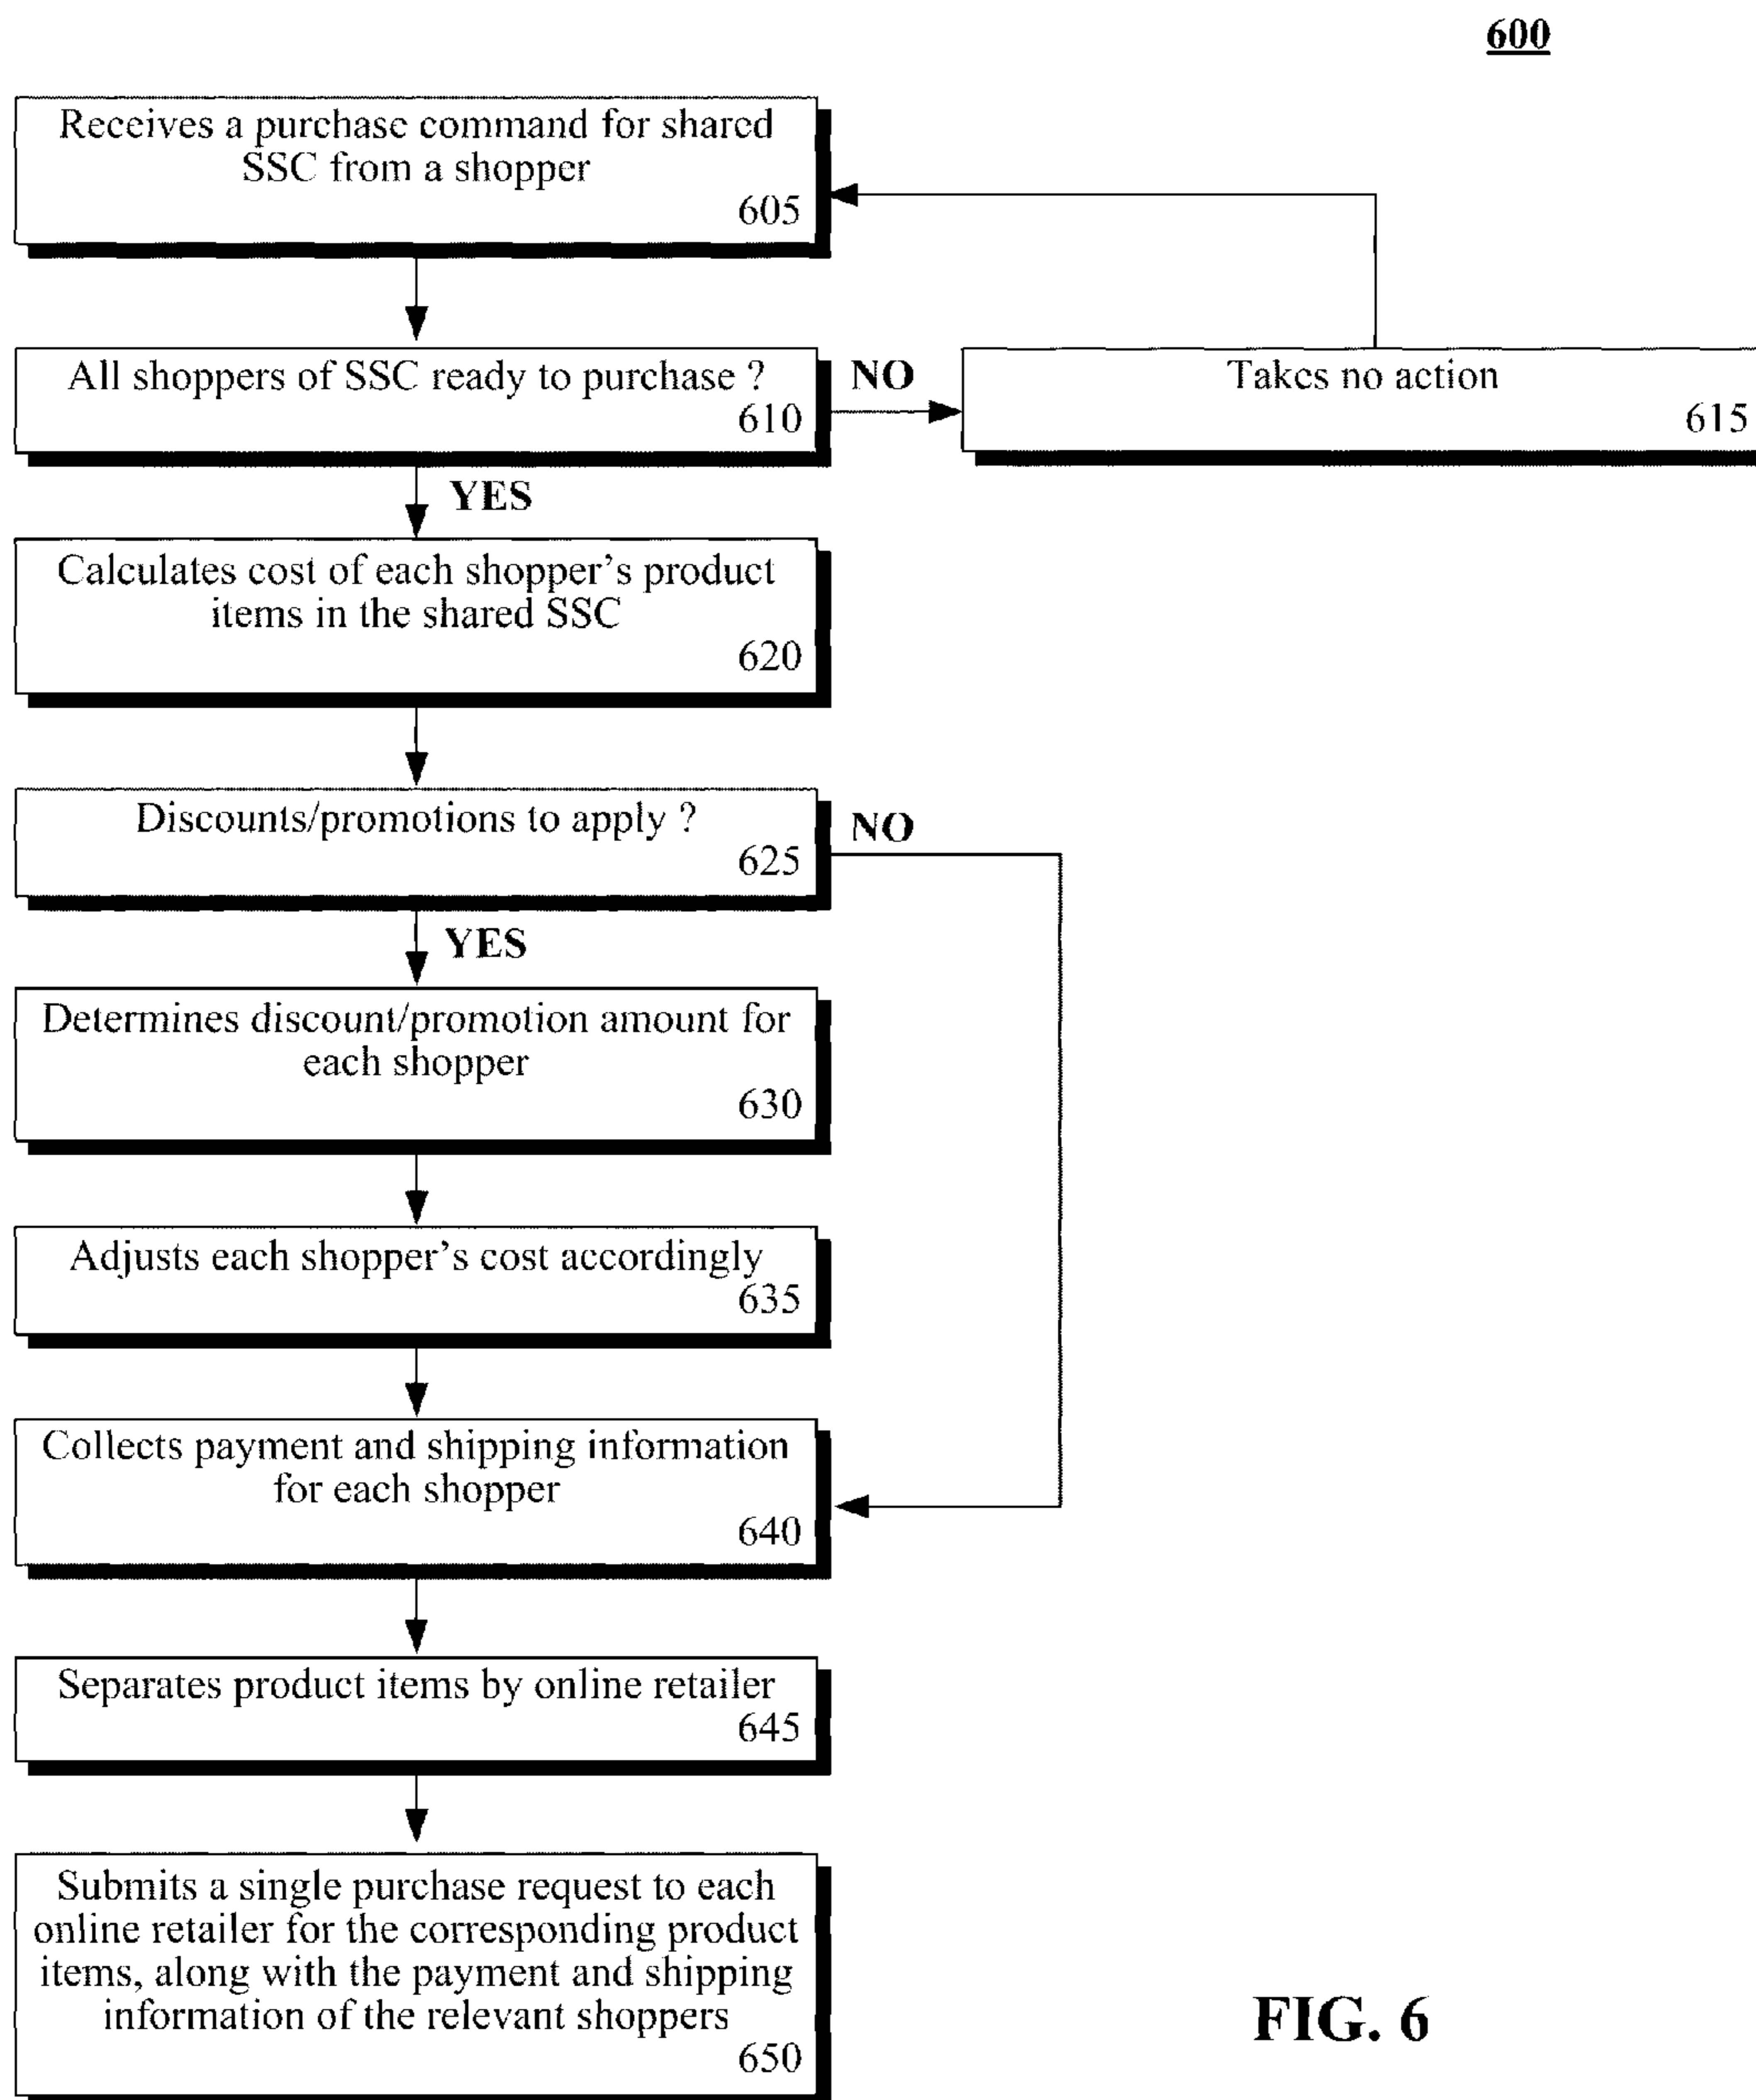 600
Receives a purchase command for shared
SSC from a shopper
605
All shoppers of SSC ready to purchase ?
610
NO
Takes no action
615
YES
Calculates cost of each shopper's product
items in the shared SSC
620
Discounts/promotions to apply ?
625
NO
YES
Determines discount/promotion amount for
each shopper
630
Adjusts each shopper's cost accordingly
635
Collects payment and shipping information
for each shopper
640
Separates product items by online retailer
645
Submits a single purchase request to each
online retailer for the corresponding product
items, along with the payment and shipping
information of the relevant shoppers
650
FIG. 6